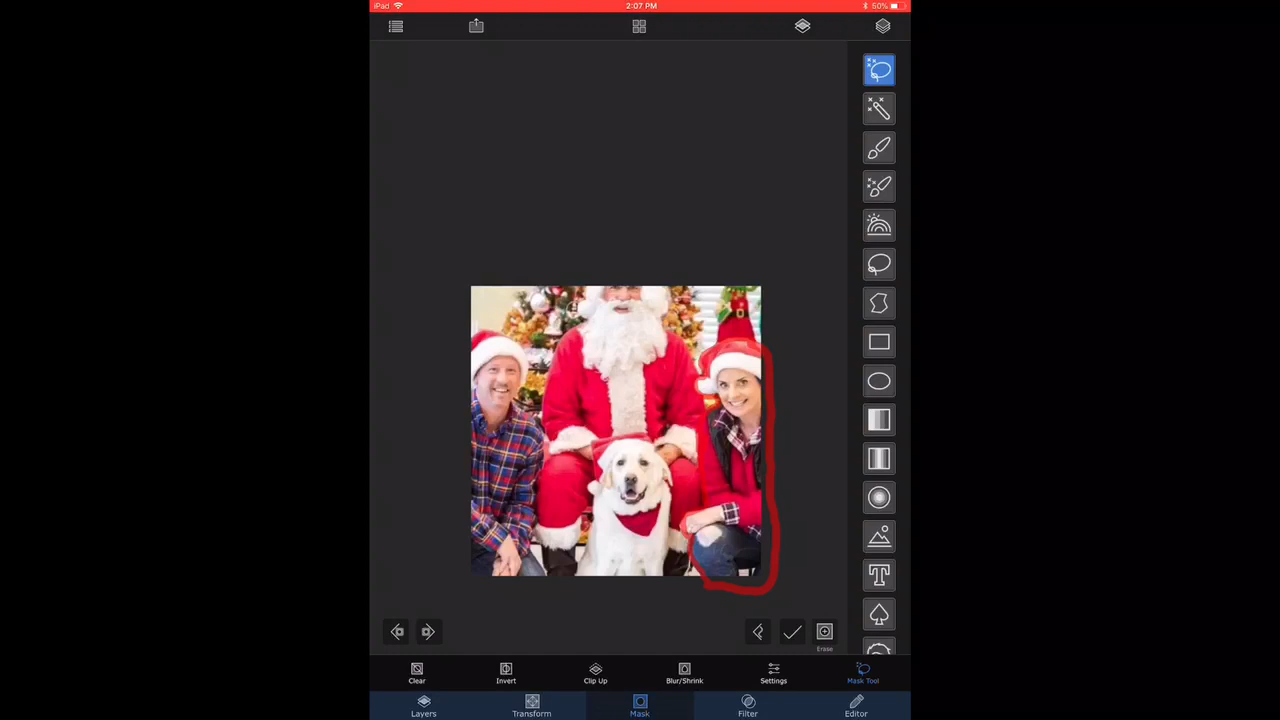 iPad 2:07 PM 50%
Erase
Clear Invert Clip Up Blur/Shrink Settings Mask Tool
Layers Transform Mask Filter Editor